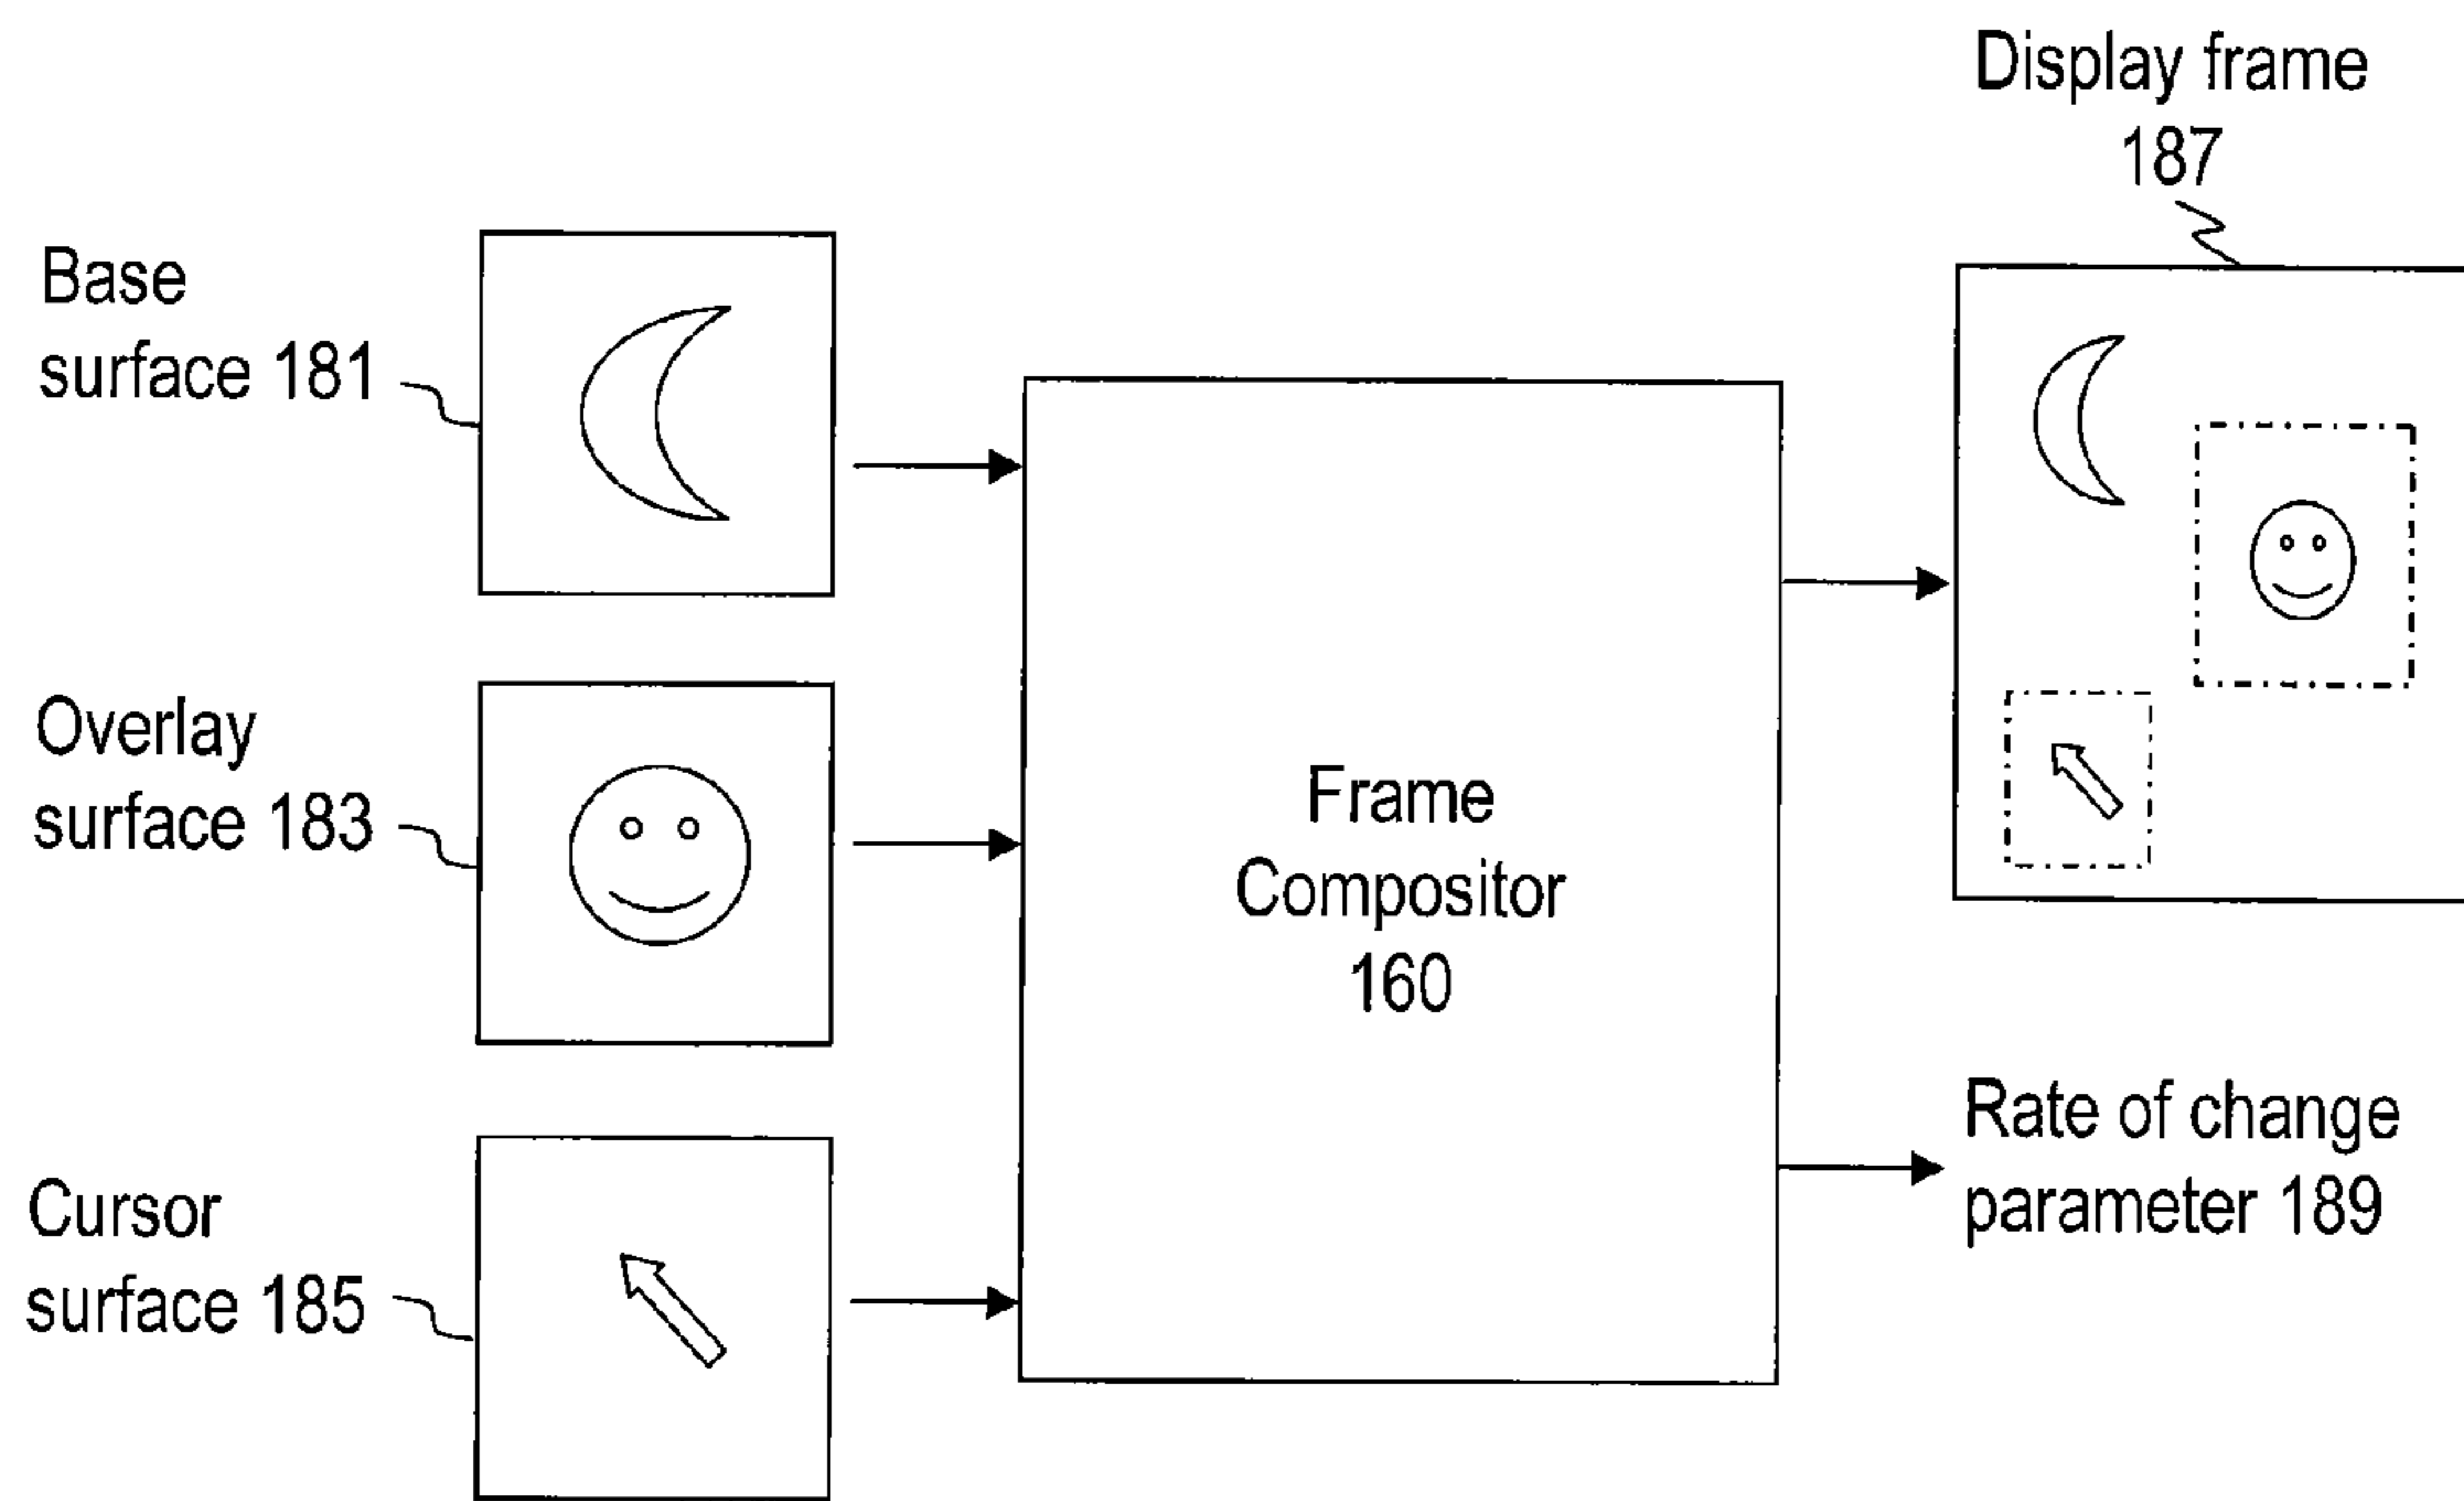 Display frame
187
Base
surface 181
Overlay
surface 183
Frame
Compositor
160
Cursor
surface 185
Rate of change
parameter 189